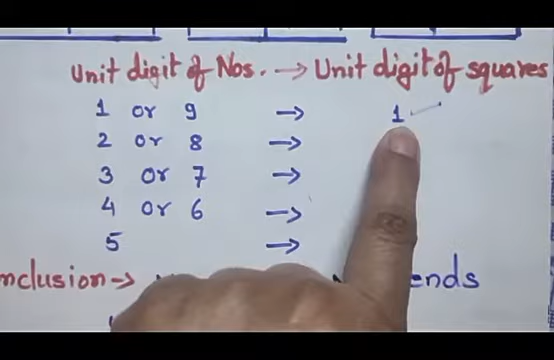 Unit digit of Nos. → Unit digit of squares
1 or 9 → 1
2 or 8 →
3 or 7 →
4 or 6 →
5 →
nclusion → ends